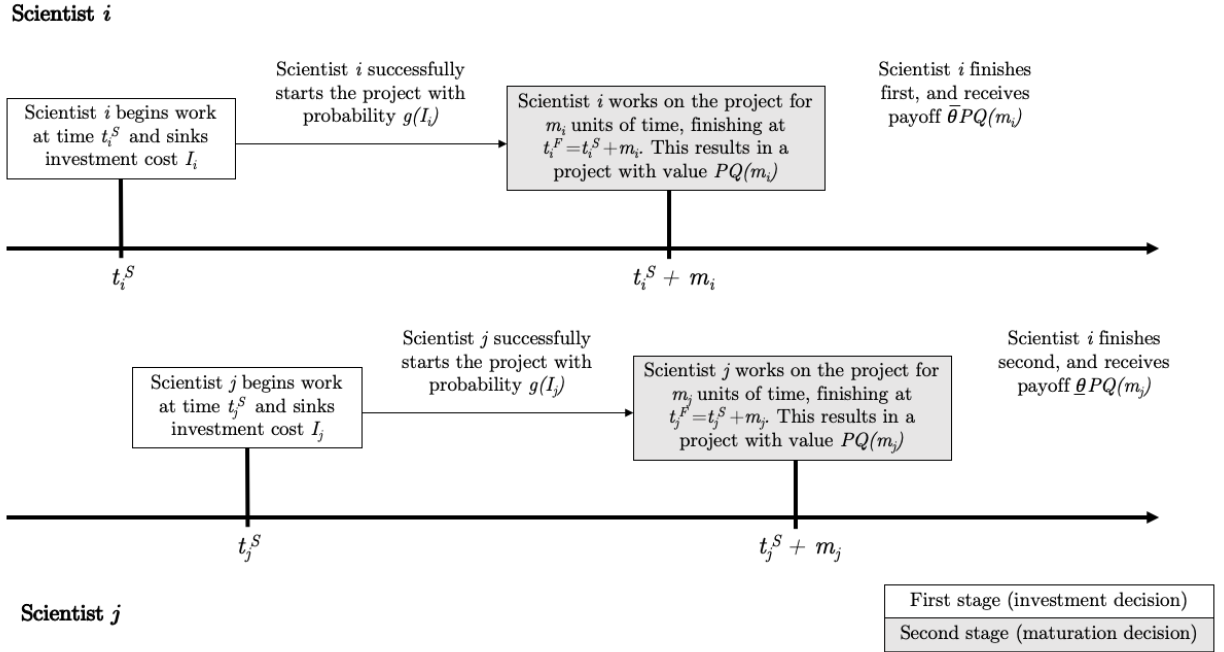 Scientist i
Scientist i begins work
at time t_i^S and sinks
investment cost I_i
Scientist i successfully
starts the project with
probability g(I_i)
Scientist i works on the project for
m_i units of time, finishing at
t_i^F=t_i^S+m_i. This results in a
project with value PQ(m_i)
Scientist i finishes
first, and receives
payoff θ̅PQ(m_i)
t_i^S
t_i^S + m_i
Scientist j begins work
at time t_j^S and sinks
investment cost I_j
Scientist j successfully
starts the project with
probability g(I_j)
Scientist j works on the project for
m_j units of time, finishing at
t_j^F=t_j^S+m_j. This results in a
project with value PQ(m_j)
Scientist i finishes
second, and receives
payoff θ̲PQ(m_j)
t_j^S
t_j^S + m_j
Scientist j
First stage (investment decision)
Second stage (maturation decision)